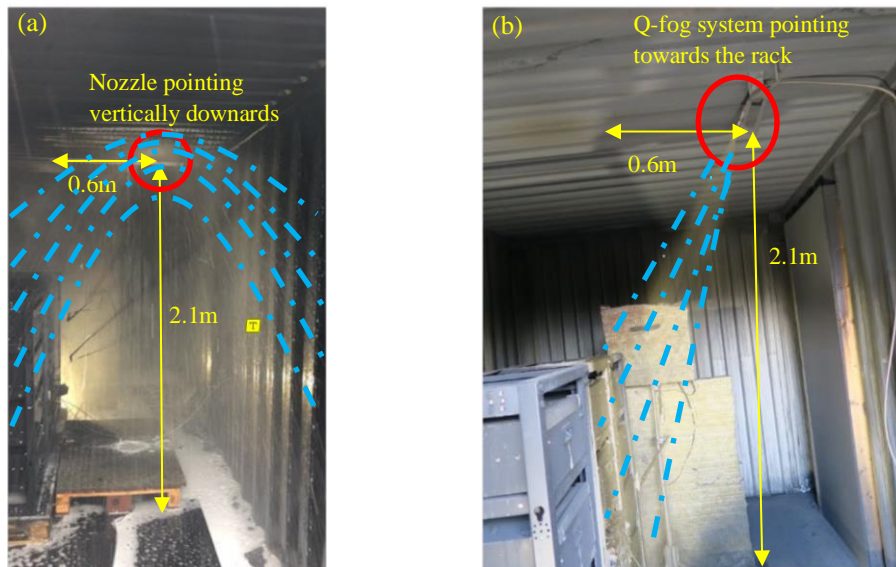 (a)
Nozzle pointing
vertically downards
0.6m
2.1m
T
(b)
Q-fog system pointing
towards the rack
0.6m
2.1m